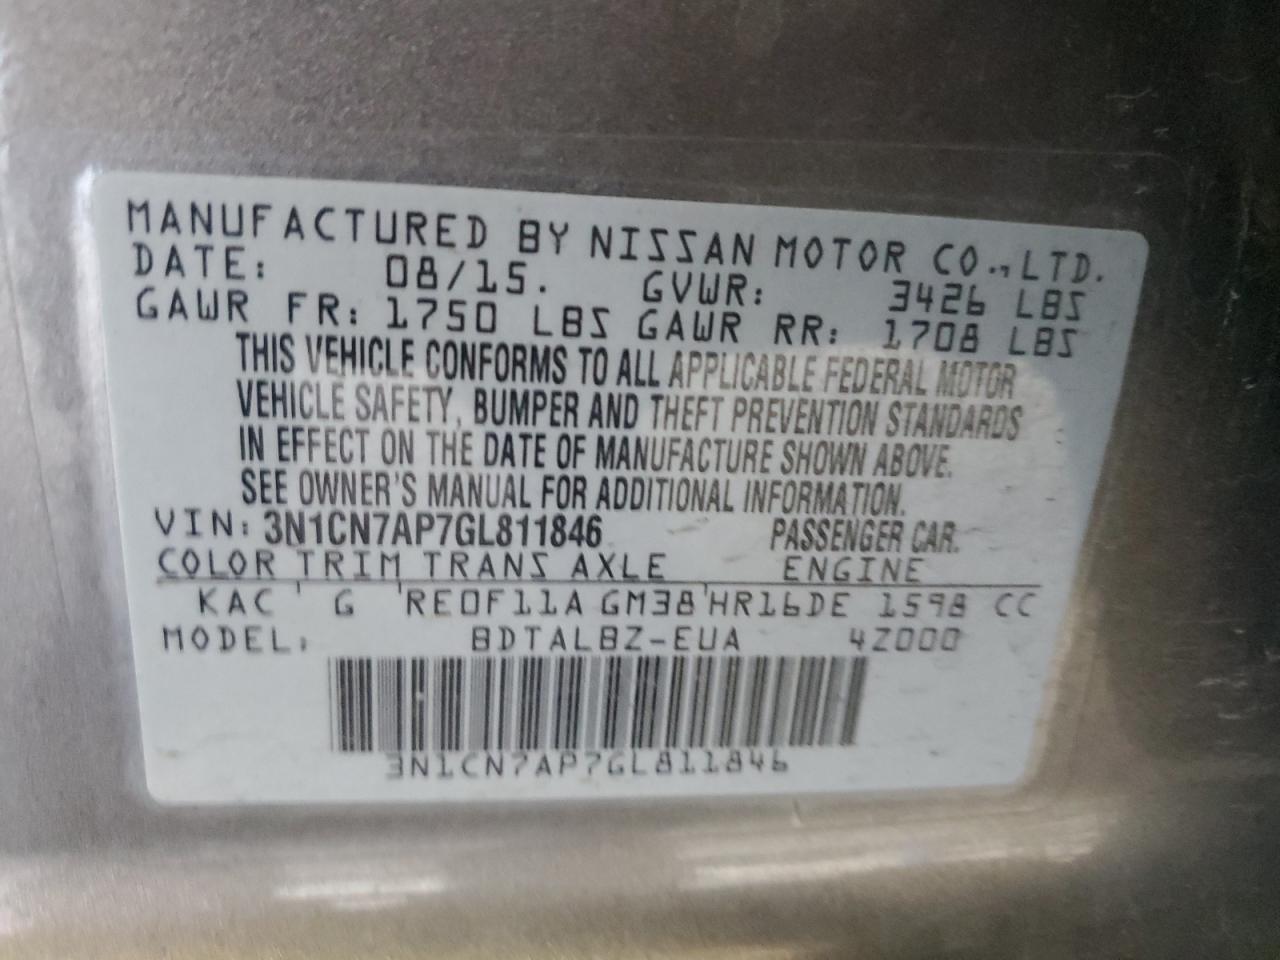 MANUFACTURED BY NISSAN MOTOR CO., LTD.
DATE: 08/15. GVWR: 3426 LBS
GAWR FR: 1750 LBS GAWR RR: 1708 LBS
THIS VEHICLE CONFORMS TO ALL APPLICABLE FEDERAL MOTOR
VEHICLE SAFETY, BUMPER AND THEFT PREVENTION STANDARDS
IN EFFECT ON THE DATE OF MANUFACTURE SHOWN ABOVE.
SEE OWNER'S MANUAL FOR ADDITIONAL INFORMATION.
VIN: 3N1CN7AP7GL811846 PASSENGER CAR.
COLOR TRIM TRANS AXLE ENGINE
KAC G RE0F11A GM38 HR16DE 1598 CC
MODEL: BDTALBZ-EUA 4Z000
3N1CN7AP7GL811846